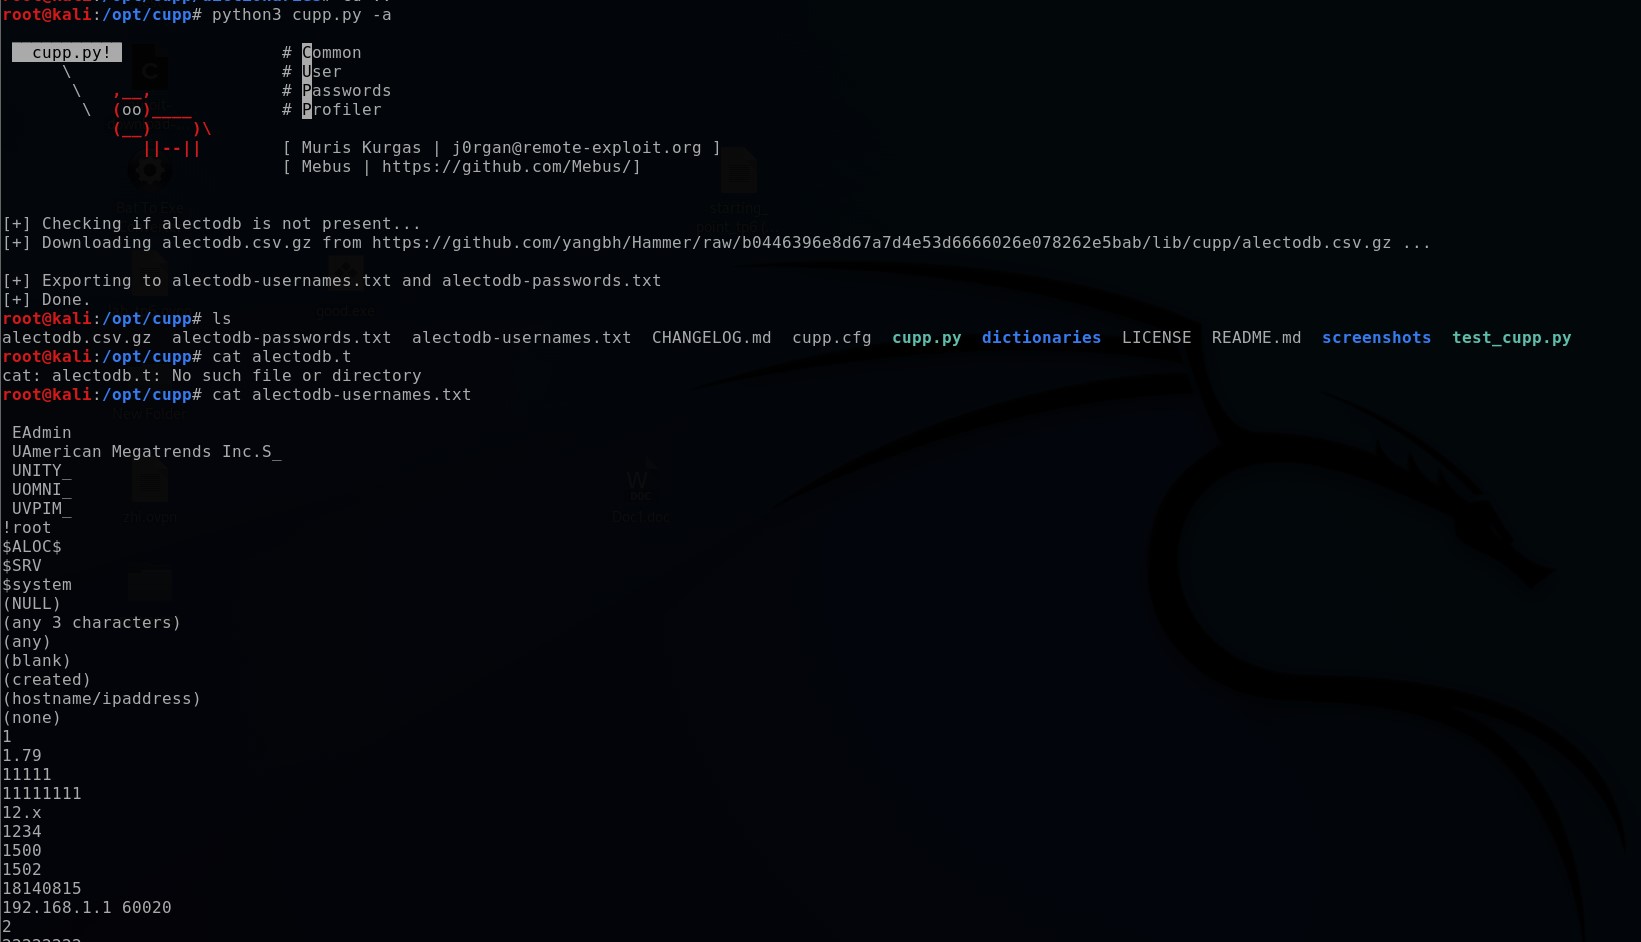 root@kali:/opt/cupp# python3 cupp.py -a
cupp.py! # Common
\ # User
\ ,__, # Passwords
\ (oo)____ # Profiler
(__) )\
||--|| [ Muris Kurgas | j0rgan@remote-exploit.org ]
[ Mebus | https://github.com/Mebus/]
[+] Checking if alectodb is not present...
[+] Downloading alectodb.csv.gz from https://github.com/yangbh/Hammer/raw/b0446396e8d67a7d4e53d6666026e078262e5bab/lib/cupp/alectodb.csv.gz ...
[+] Exporting to alectodb-usernames.txt and alectodb-passwords.txt
[+] Done.
root@kali:/opt/cupp# ls
alectodb.csv.gz alectodb-passwords.txt alectodb-usernames.txt CHANGELOG.md cupp.cfg cupp.py dictionaries LICENSE README.md screenshots test_cupp.py
root@kali:/opt/cupp# cat alectodb.t
cat: alectodb.t: No such file or directory
root@kali:/opt/cupp# cat alectodb-usernames.txt
EAdmin
UAmerican Megatrends Inc.S_
UNITY_
UOMNI_
UVPIM_
!root
$ALOC$
$SRV
$system
(NULL)
(any 3 characters)
(any)
(blank)
(created)
(hostname/ipaddress)
(none)
1
1.79
11111
11111111
12.x
1234
1500
1502
18140815
192.168.1.1 60020
2